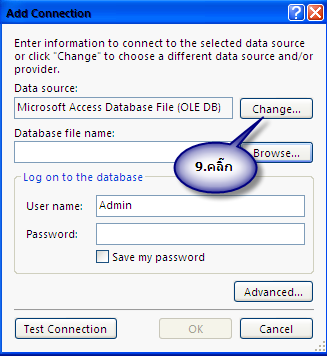 Add Connection
Enter information to connect to the selected data source
or click "Change" to choose a different data source and/or
provider.
Data source:
Microsoft Access Database File (OLE DB)
Change...
Database file name:
Browse...
9.คลิ๊ก
Log on to the database
User name:
Admin
Password:
Save my password
Advanced...
Test Connection
OK
Cancel